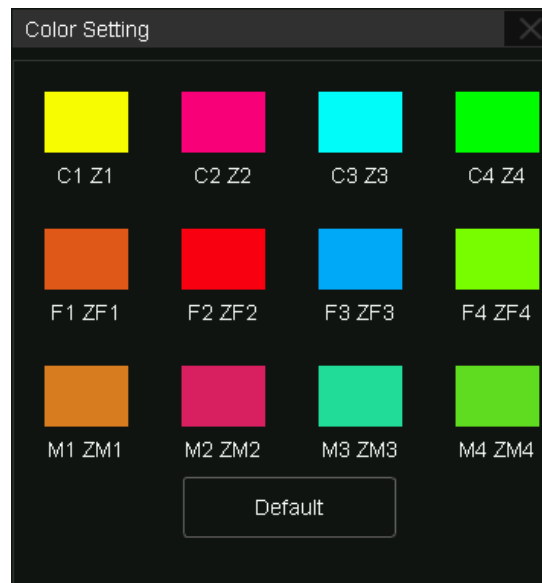 Color Setting
C1 Z1 C2 Z2 C3 Z3 C4 Z4
F1 ZF1 F2 ZF2 F3 ZF3 F4 ZF4
M1 ZM1 M2 ZM2 M3 ZM3 M4 ZM4
Default